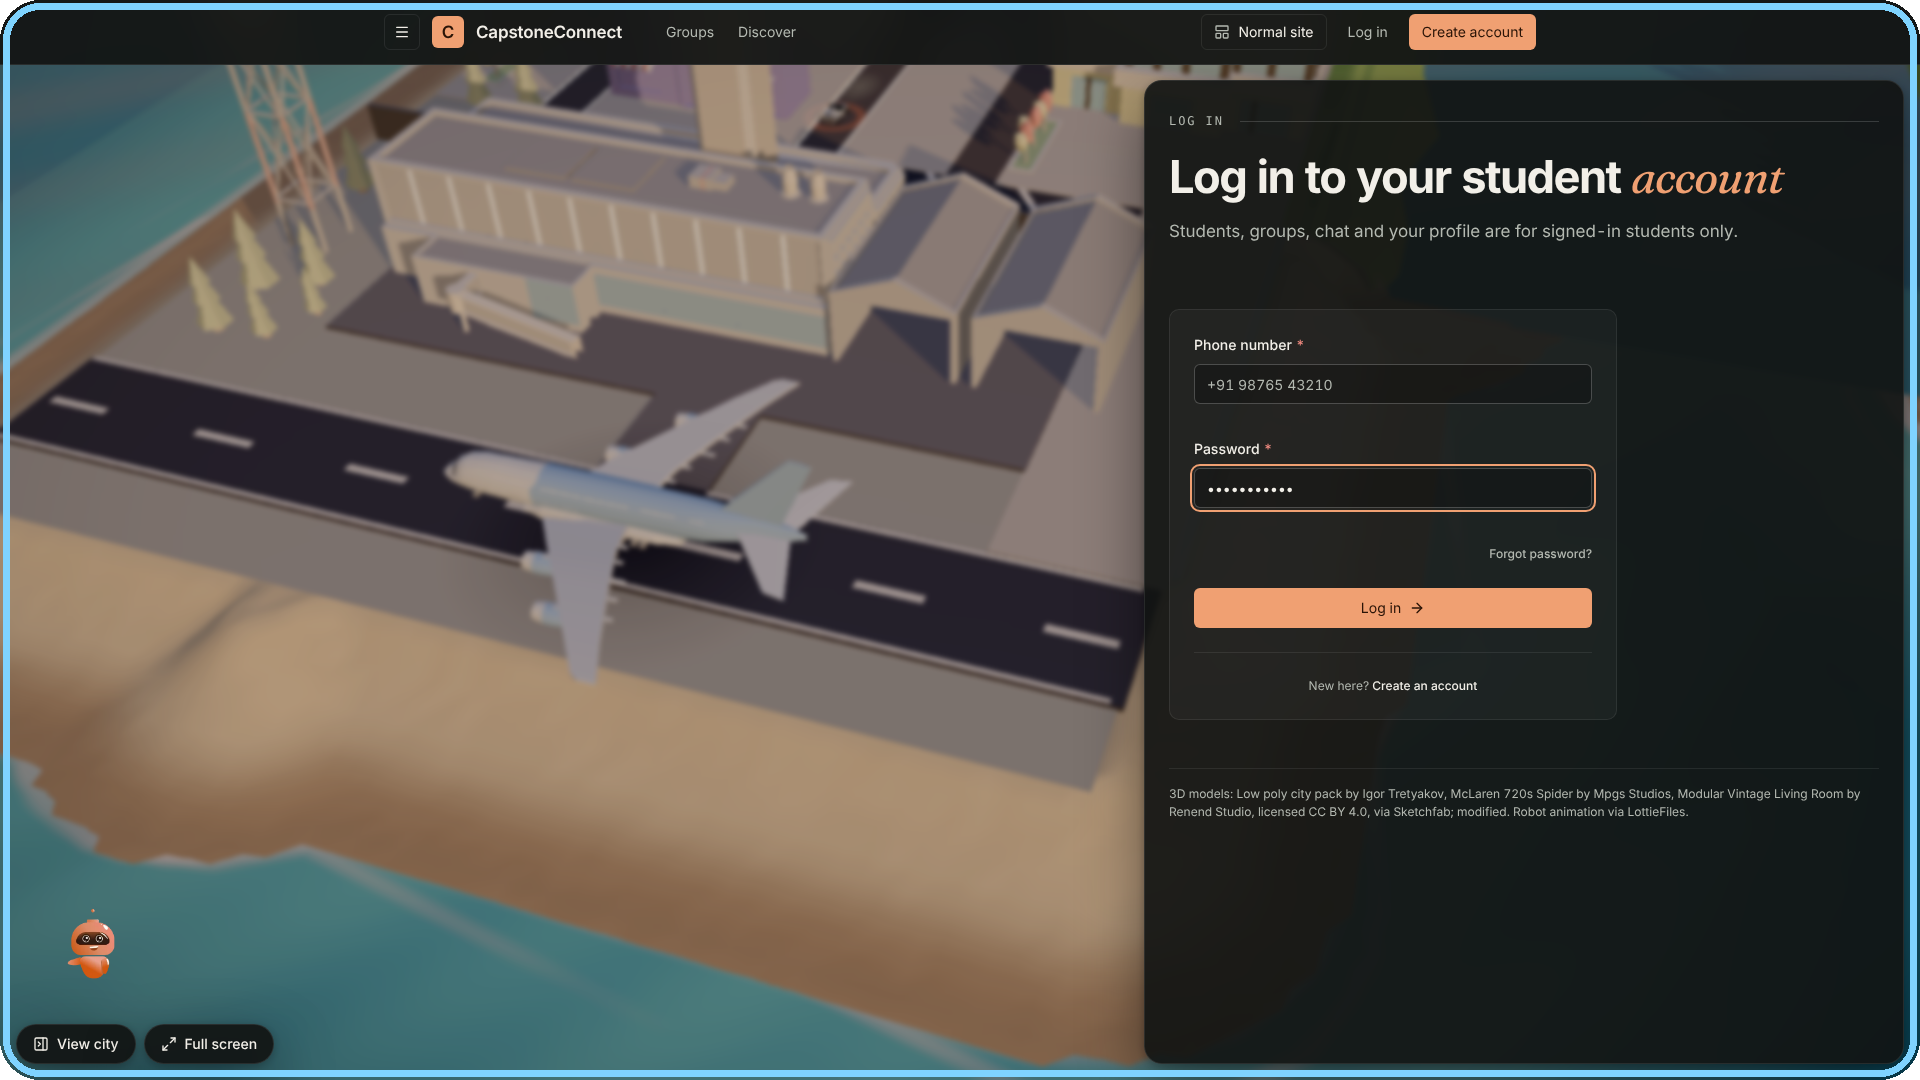 C CapstoneConnect Groups Discover Normal site Log in Create account
LOG IN
Log in to your student account
Students, groups, chat and your profile are for signed-in students only.
Phone number *
+91 98765 43210
Password *
•••••••••••
Forgot password?
Log in →
New here? Create an account
3D models: Low poly city pack by Igor Tretyakov, McLaren 720s Spider by Mpgs Studios, Modular Vintage Living Room by
Renend Studio, licensed CC BY 4.0, via Sketchfab; modified. Robot animation via LottieFiles.
View city Full screen